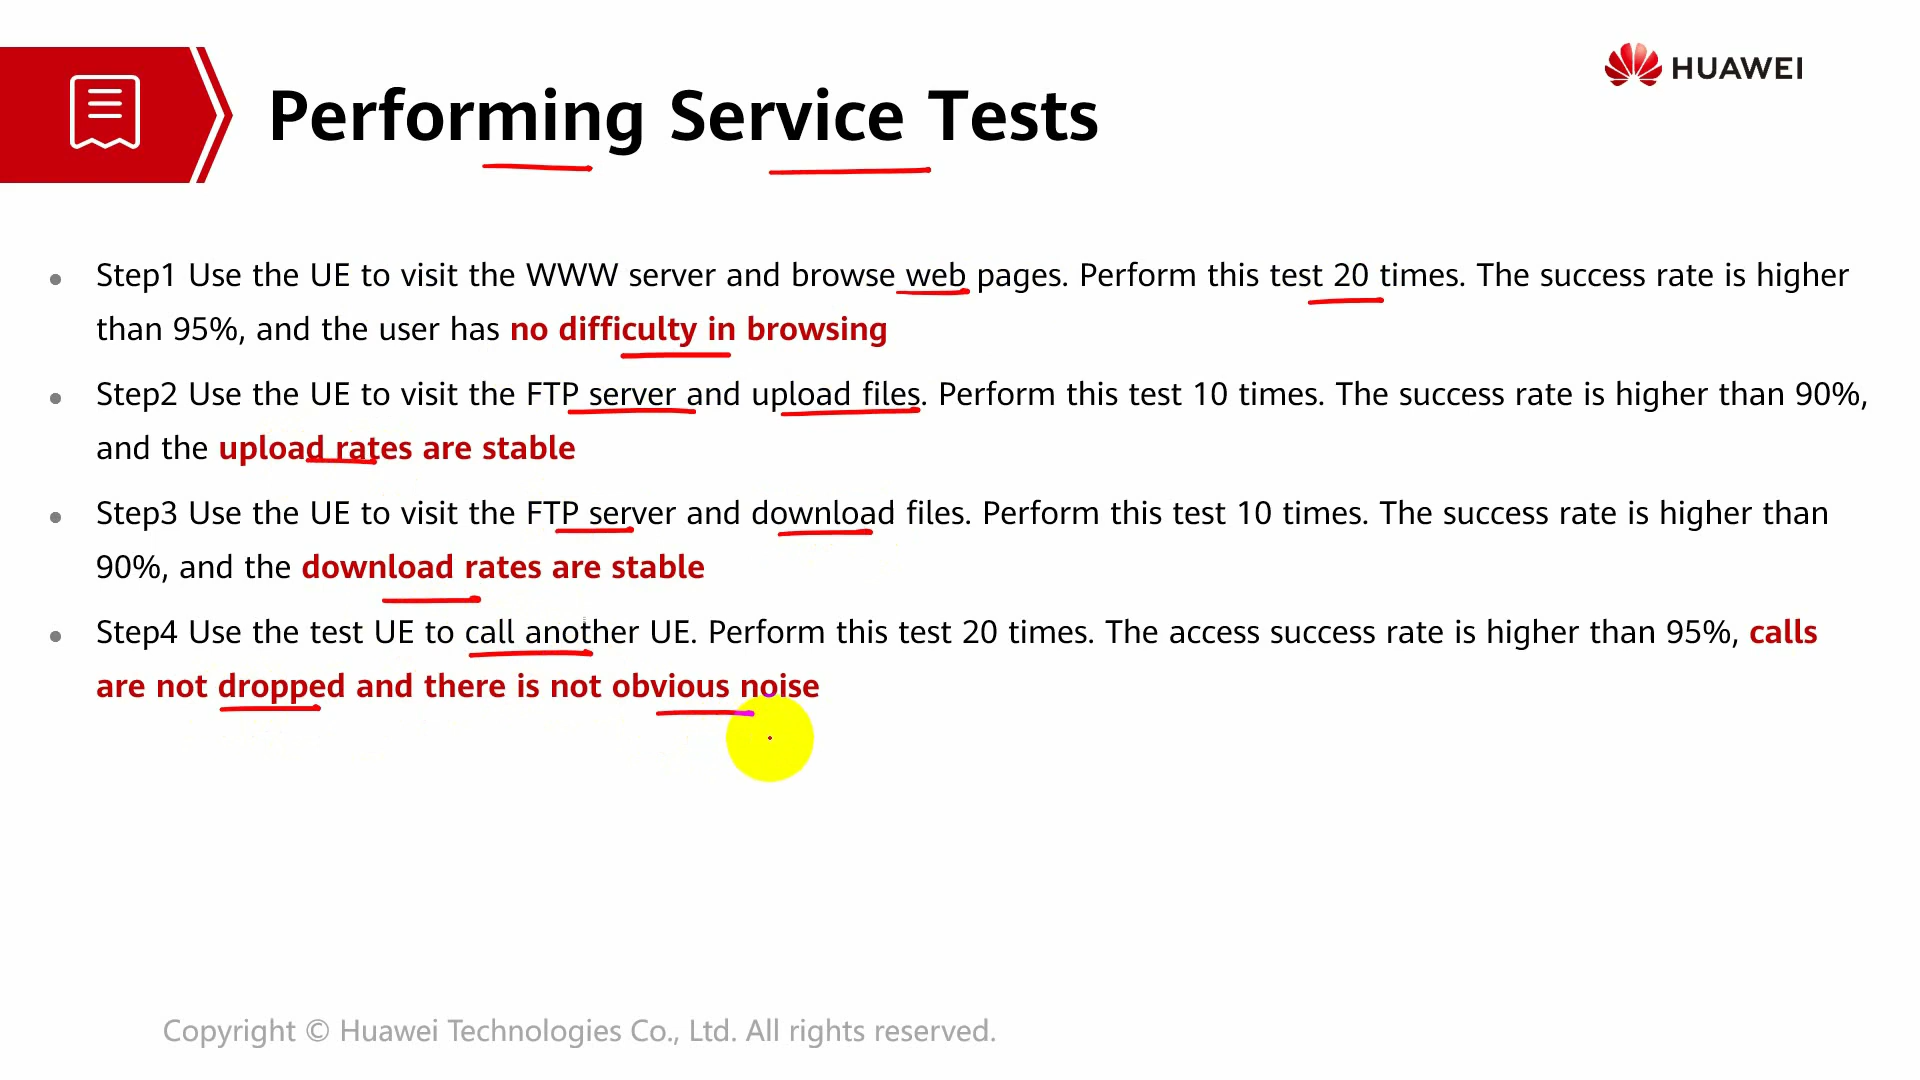 HUAWEI
Performing Service Tests
Step1 Use the UE to visit the WWW server and browse web pages. Perform this test 20 times. The success rate is higher
than 95%, and the user has no difficulty in browsing
Step2 Use the UE to visit the FTP server and upload files. Perform this test 10 times. The success rate is higher than 90%,
and the upload rates are stable
Step3 Use the UE to visit the FTP server and download files. Perform this test 10 times. The success rate is higher than
90%, and the download rates are stable
Step4 Use the test UE to call another UE. Perform this test 20 times. The access success rate is higher than 95%, calls
are not dropped and there is not obvious noise
Copyright © Huawei Technologies Co., Ltd. All rights reserved.